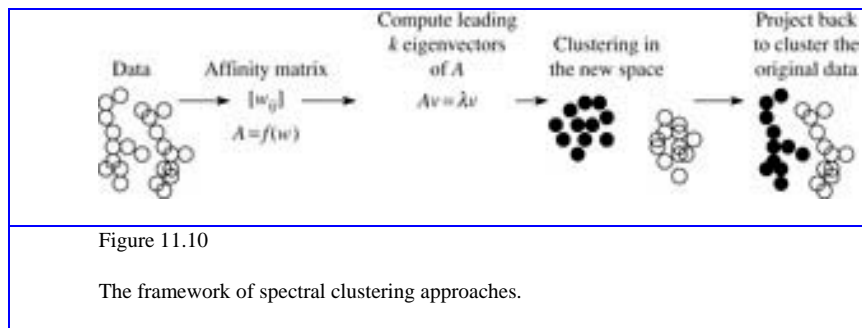 Data
Affinity matrix
[w_ij]
A=f(w)
Compute leading
k eigenvectors
of A
Av=λv
Clustering in
the new space
Project back
to cluster the
original data
Figure 11.10
The framework of spectral clustering approaches.